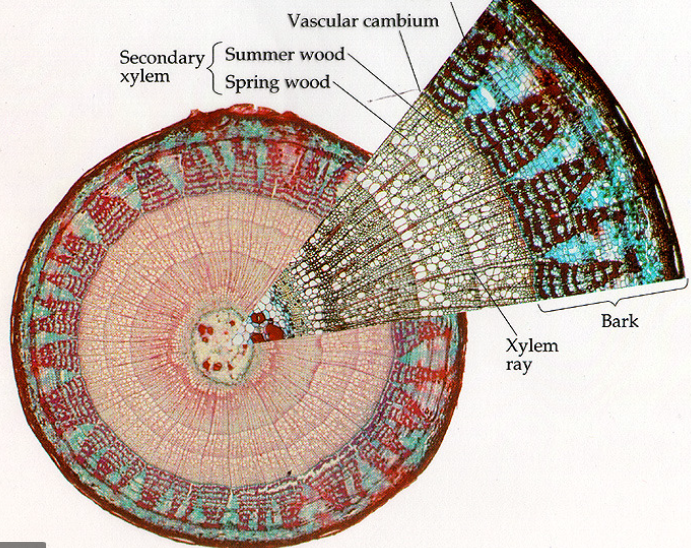 Vascular cambium
Secondary xylem
Summer wood
Spring wood
Bark
Xylem
ray